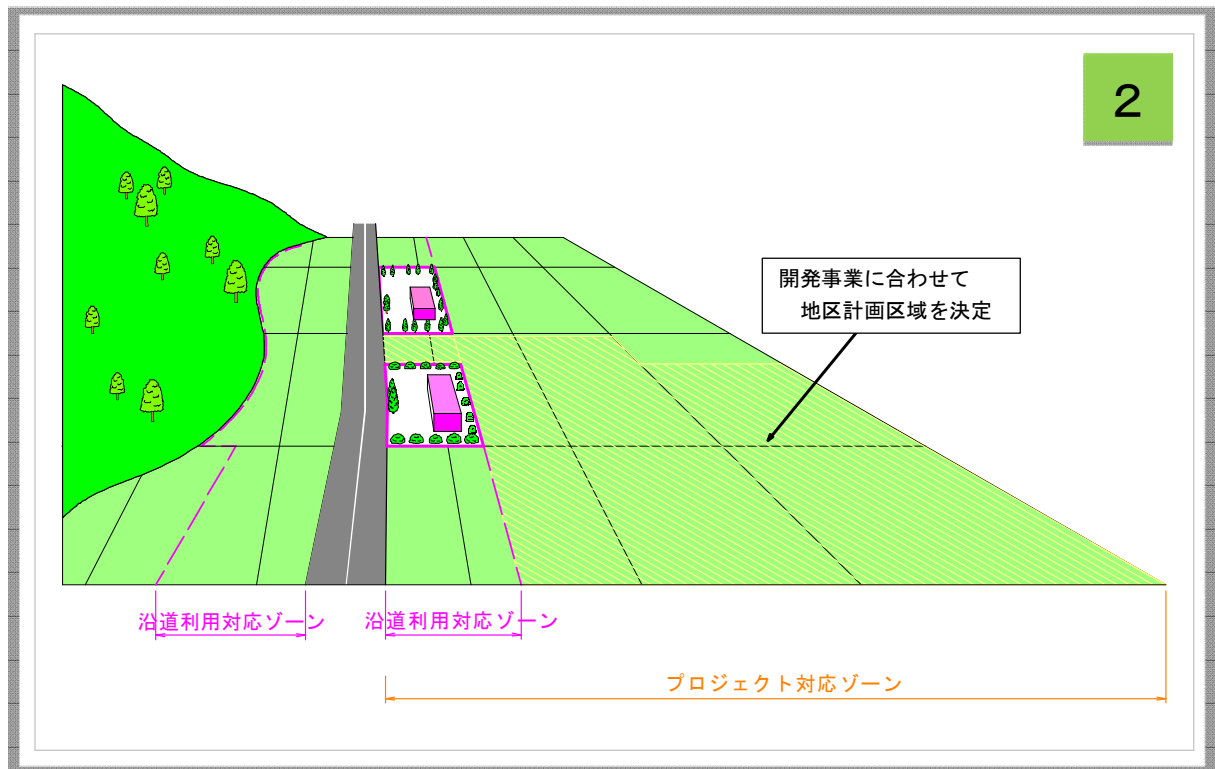 ２
開発事業に合わせて
地区計画区域を決定
沿道利用対応ゾーン
沿道利用対応ゾーン
プロジェクト対応ゾーン